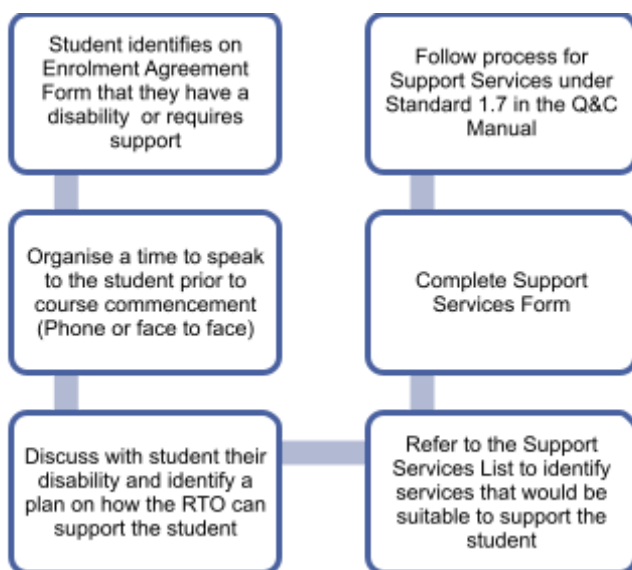 Student identifies on
Enrolment Agreement
Form that they have a
disability or requires
support
Organise a time to speak
to the student prior to
course commencement
(Phone or face to face)
Discuss with student their
disability and identify a
plan on how the RTO can
support the student
Refer to the Support
Services List to identify
services that would be
suitable to support the
student
Complete Support
Services Form
Follow process for
Support Services under
Standard 1.7 in the Q&C
Manual